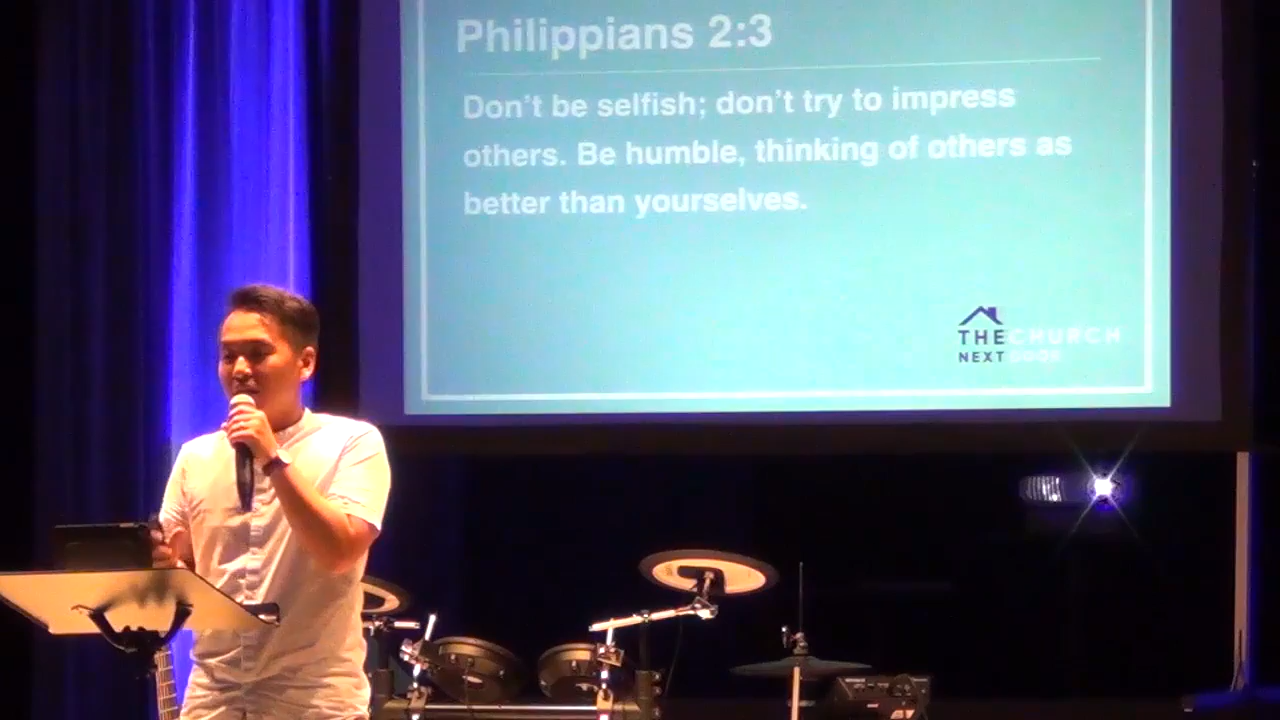 Philippians 2:3
Don't be selfish; don't try to impress
others. Be humble, thinking of others as
better than yourselves.
THE CHURCH
NEXT DOOR